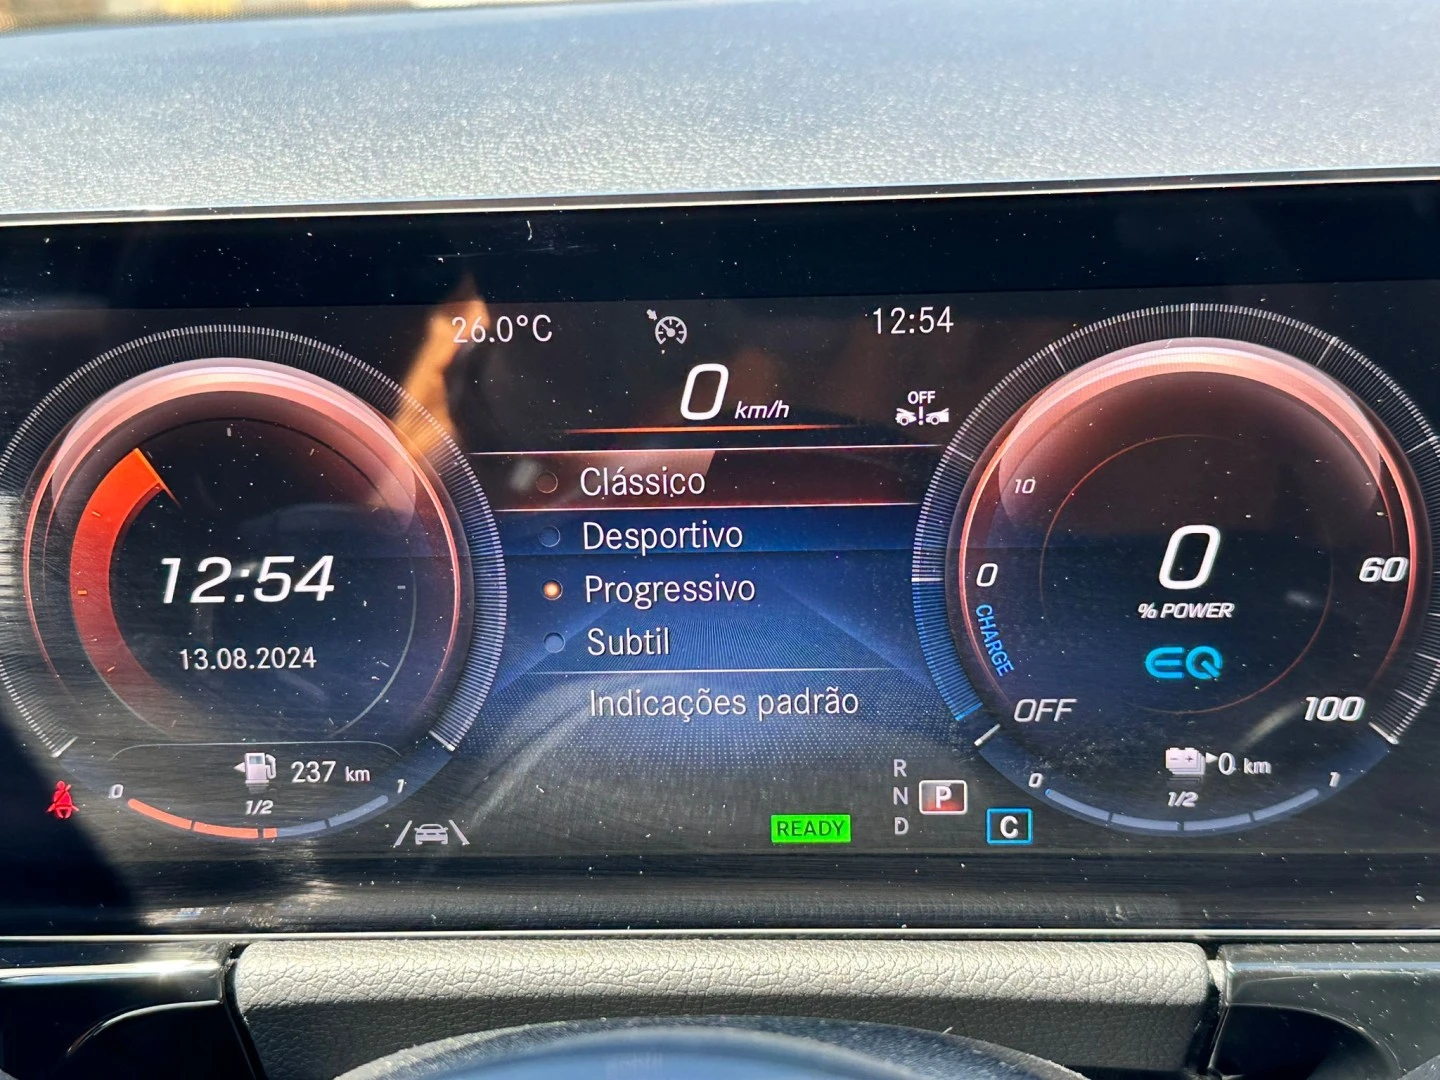 26.0°C
12:54
0 km/h
OFF
Clássico
Desportivo
Progressivo
Subtil
Indicações padrão
12:54
13.08.2024
237 km
0
1/2
1
READY
R
N
D
P
C
10
0
CHARGE
OFF
0
% POWER
EQ
60
100
0 km
0
1/2
1